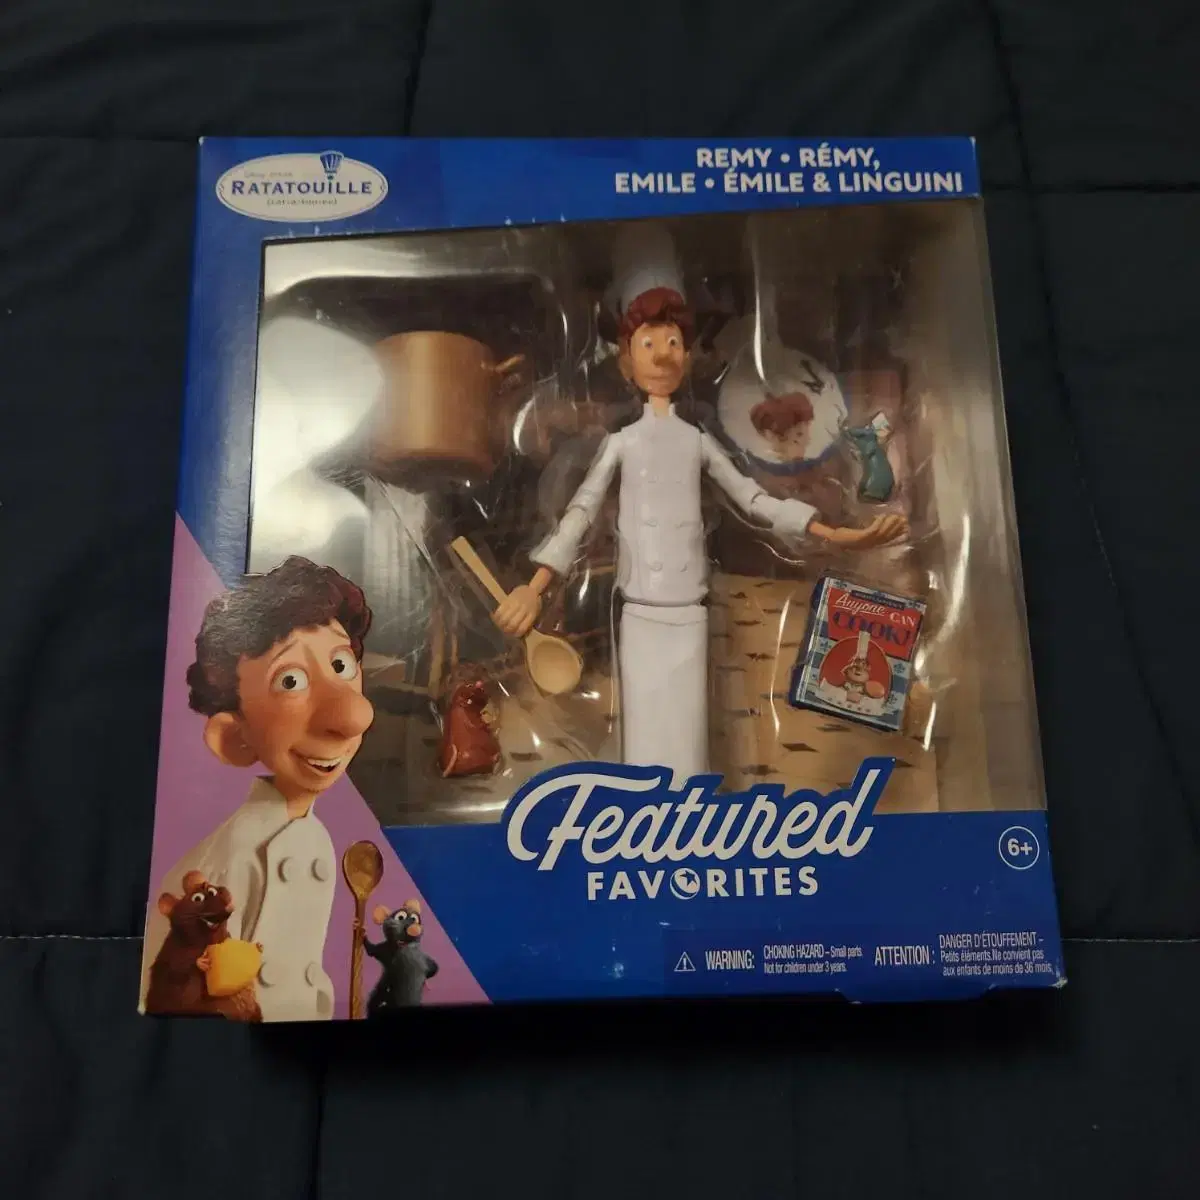 DISNEY · PIXAR
RATATOUILLE
REMY • RÉMY,
EMILE • ÉMILE & LINGUINI
Anyone CAN
COOK!
Featured
FAVORITES
6+
WARNING:
CHOKING HAZARD – Small parts
Not for children under 3 years.
ATTENTION :
DANGER D'ÉTOUFFEMENT –
Petits éléments. Ne convient pas
aux enfants de moins de 36 mois.